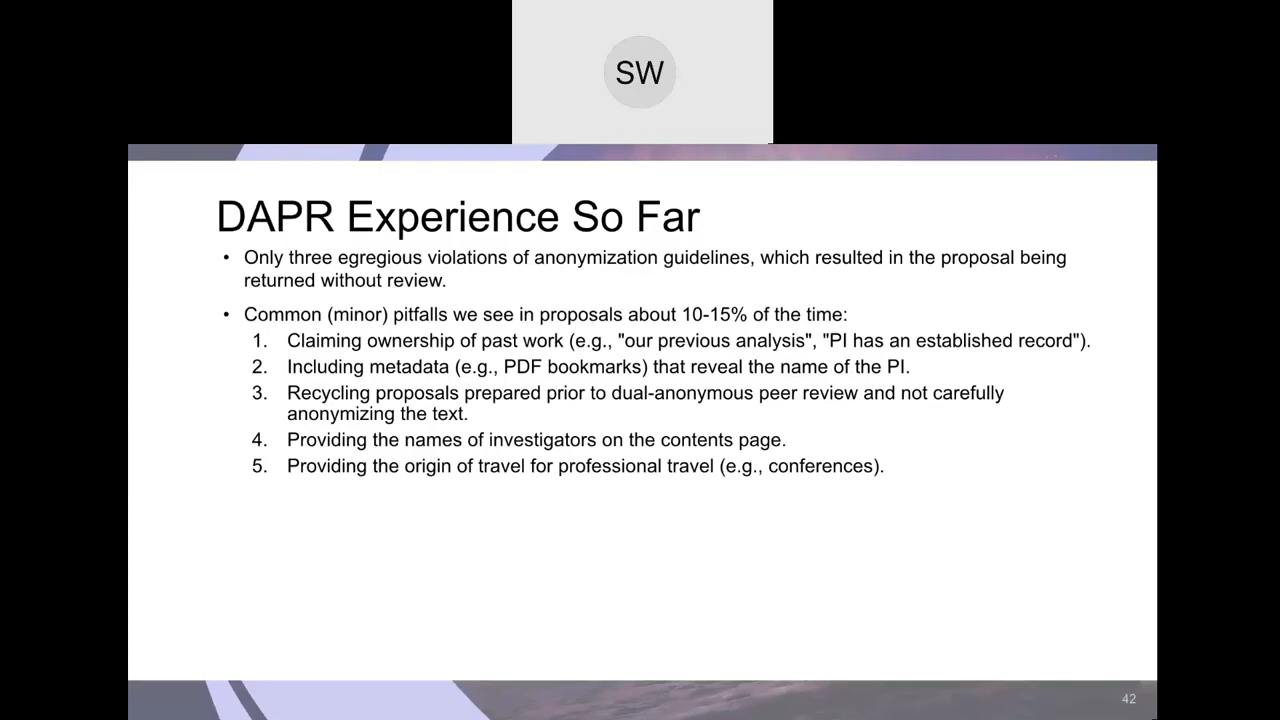 SW
DAPR Experience So Far
• Only three egregious violations of anonymization guidelines, which resulted in the proposal being
returned without review.
• Common (minor) pitfalls we see in proposals about 10-15% of the time:
1. Claiming ownership of past work (e.g., "our previous analysis", "PI has an established record").
2. Including metadata (e.g., PDF bookmarks) that reveal the name of the PI.
3. Recycling proposals prepared prior to dual-anonymous peer review and not carefully
anonymizing the text.
4. Providing the names of investigators on the contents page.
5. Providing the origin of travel for professional travel (e.g., conferences).
42